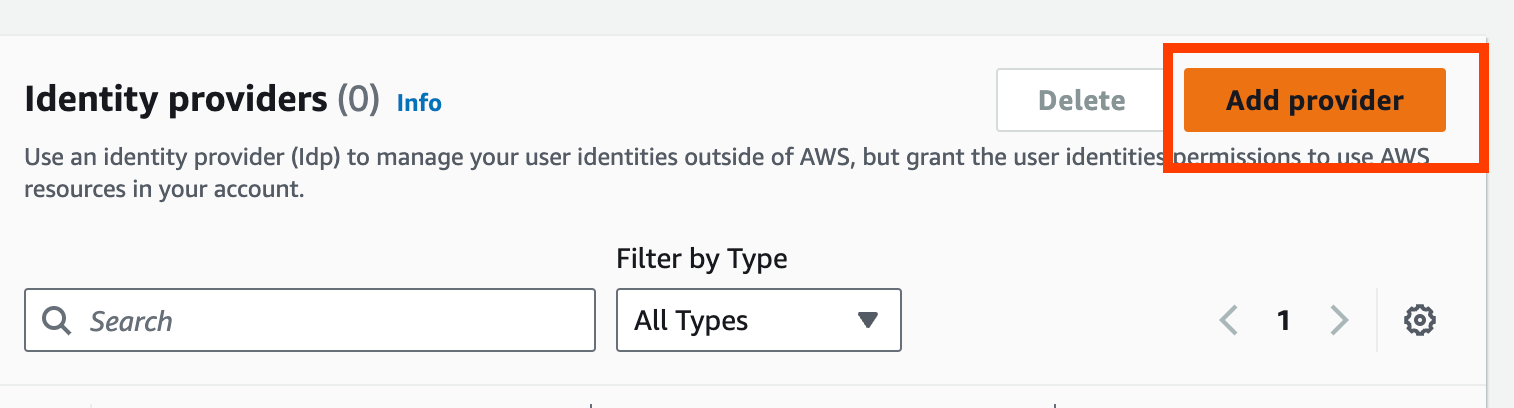 Identity providers (0) Info
Delete
Add provider
Use an identity provider (Idp) to manage your user identities outside of AWS, but grant the user identities permissions to use AWS
resources in your account.
Filter by Type
Search
All Types
1